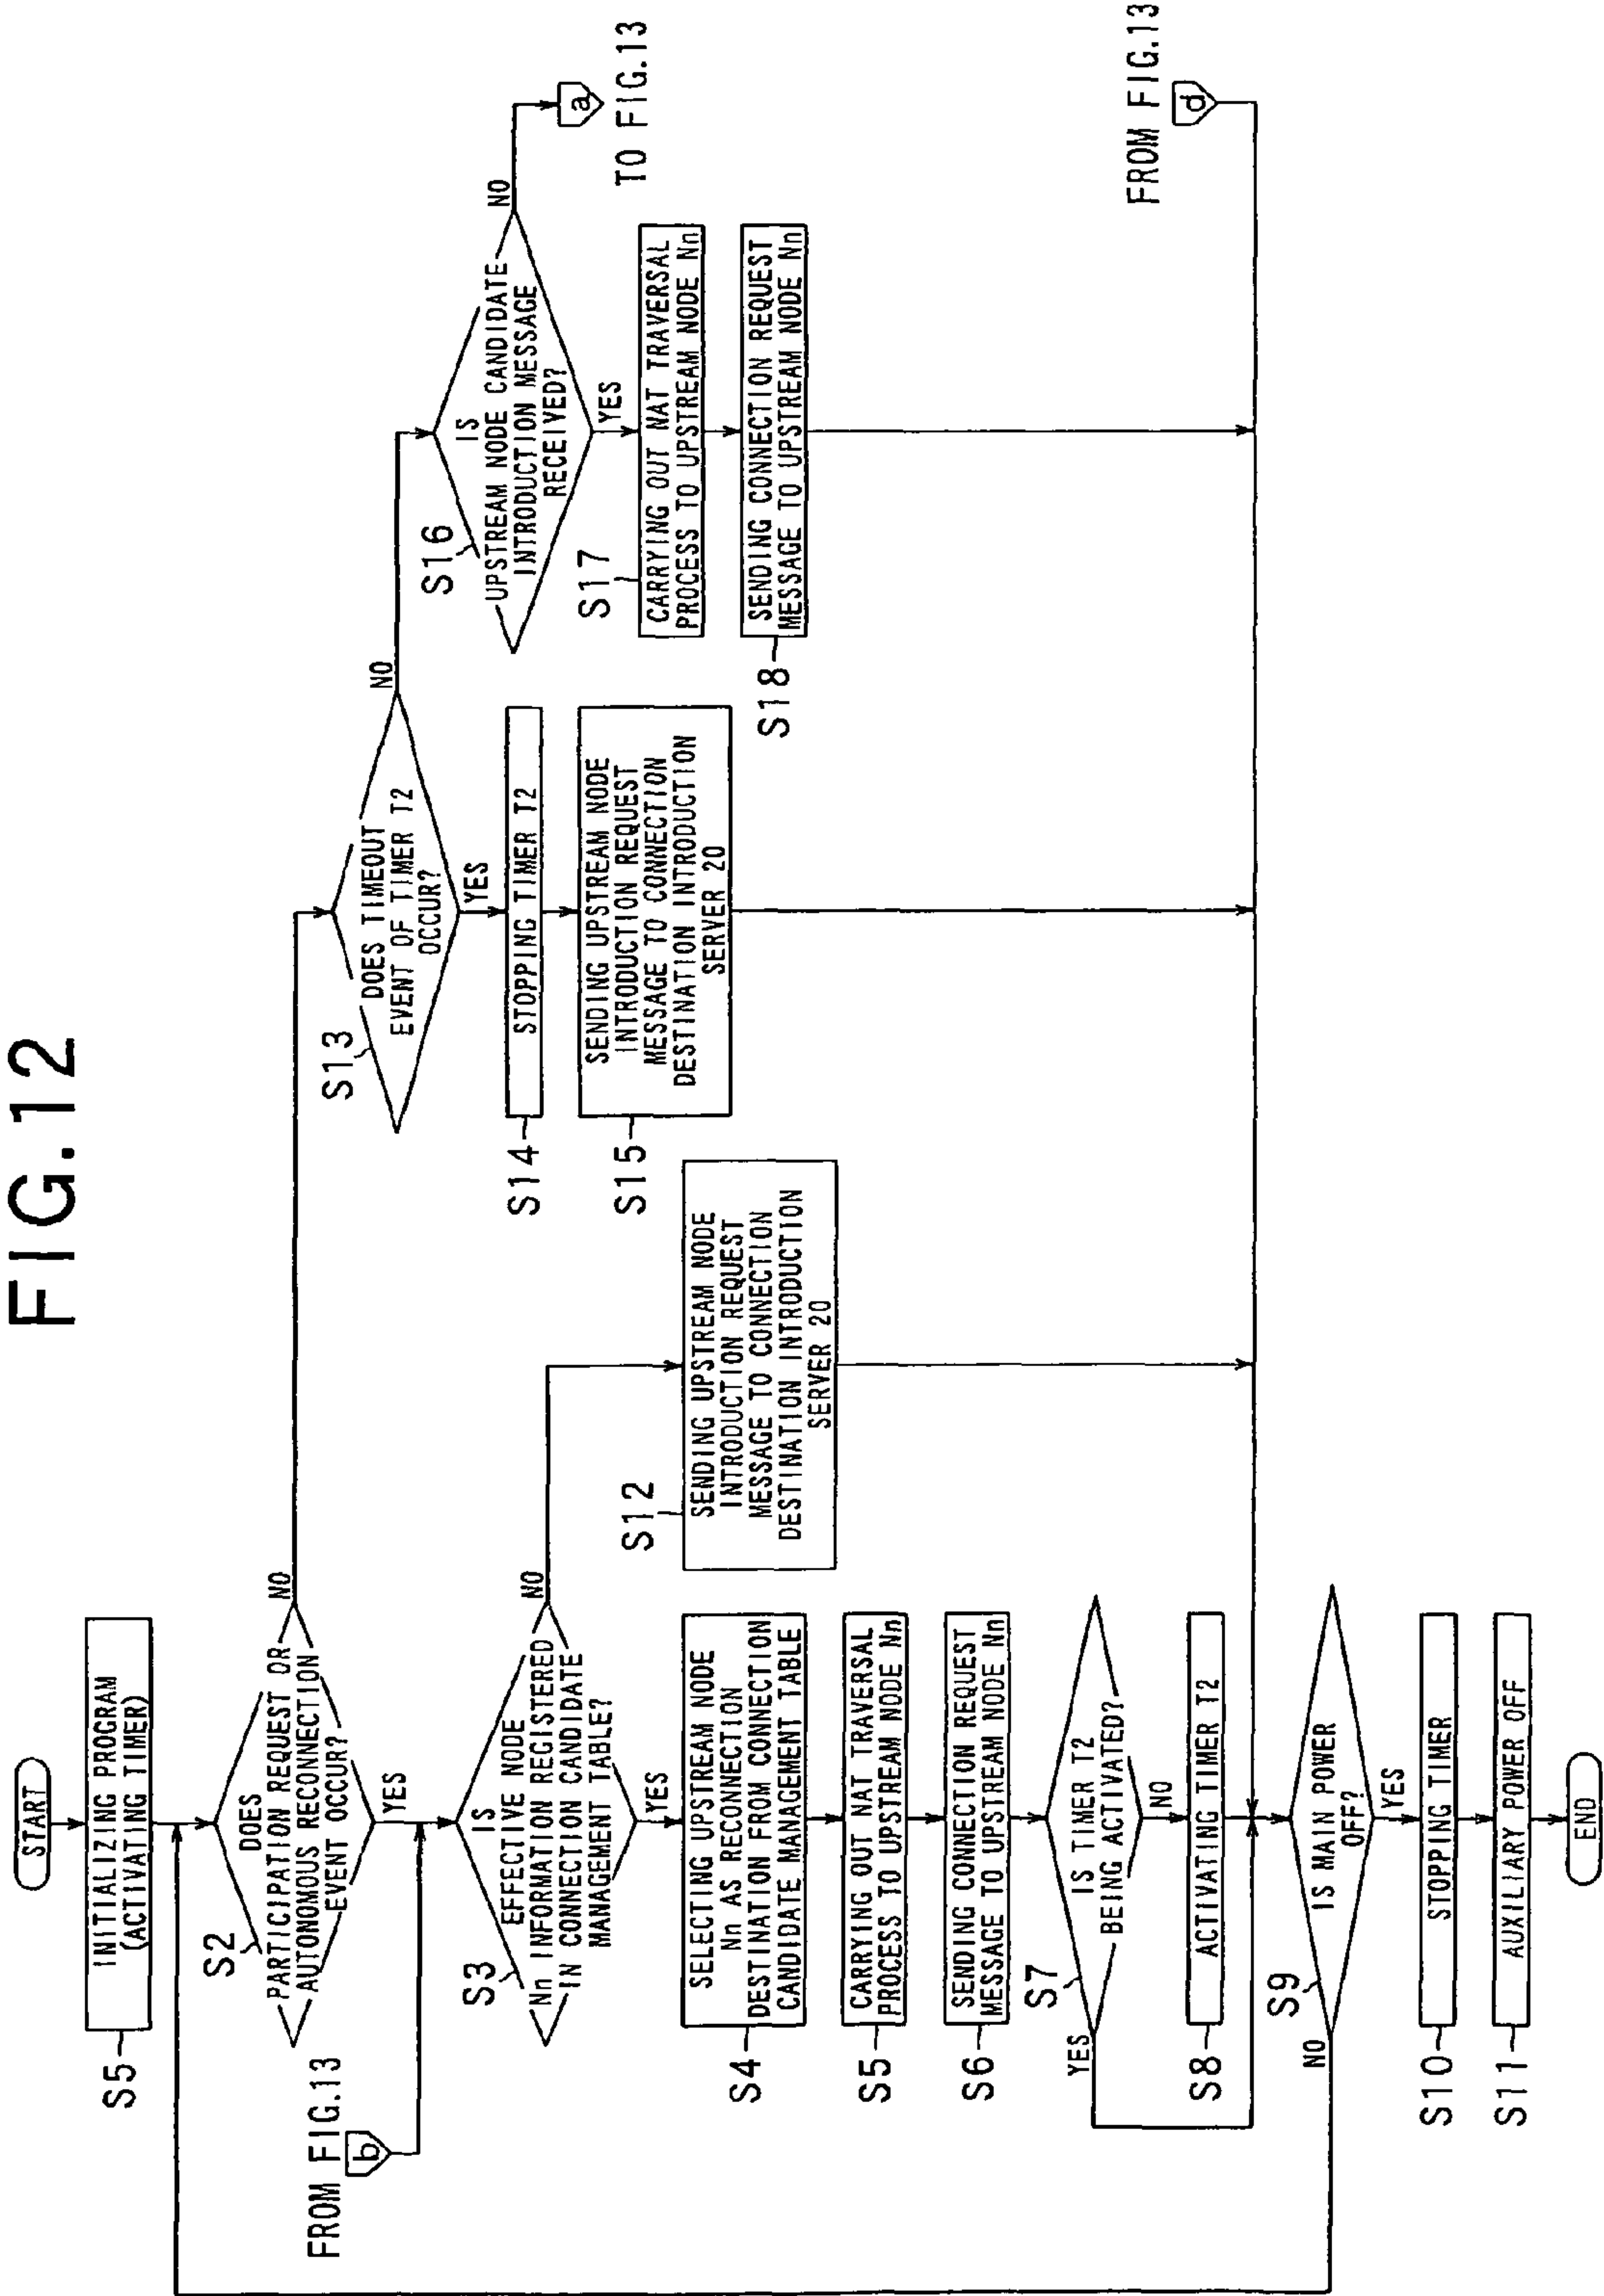 FIG.12
START
S5
INITIALIZING PROGRAM
(ACTIVATING TIMER)
S2
DOES
PARTICIPATION REQUEST OR
AUTONOMOUS RECONNECTION
EVENT OCCUR?
NO
YES
FROM FIG.13
b
S3
IS
EFFECTIVE NODE
Nn INFORMATION REGISTERED
IN CONNECTION CANDIDATE
MANAGEMENT TABLE?
NO
YES
S4
SELECTING UPSTREAM NODE
Nn AS RECONNECTION
DESTINATION FROM CONNECTION
CANDIDATE MANAGEMENT TABLE
S5
CARRYING OUT NAT TRAVERSAL
PROCESS TO UPSTREAM NODE Nn
S6
SENDING CONNECTION REQUEST
MESSAGE TO UPSTREAM NODE Nn
S7
IS TIMER T2
BEING ACTIVATED?
YES
NO
S8
ACTIVATING TIMER T2
S9
IS MAIN POWER
OFF?
NO
YES
S10
STOPPING TIMER
S11
AUXILIARY POWER OFF
END
S12
SENDING UPSTREAM NODE
INTRODUCTION REQUEST
MESSAGE TO CONNECTION
DESTINATION INTRODUCTION
SERVER 20
S13
DOES TIMEOUT
EVENT OF TIMER T2
OCCUR?
NO
YES
S14
STOPPING TIMER T2
S15
SENDING UPSTREAM NODE
INTRODUCTION REQUEST
MESSAGE TO CONNECTION
DESTINATION INTRODUCTION
SERVER 20
S16
IS
UPSTREAM NODE CANDIDATE
INTRODUCTION MESSAGE
RECEIVED?
NO
YES
a
TO FIG.13
S17
CARRYING OUT NAT TRAVERSAL
PROCESS TO UPSTREAM NODE Nn
S18
SENDING CONNECTION REQUEST
MESSAGE TO UPSTREAM NODE Nn
FROM FIG.13
d